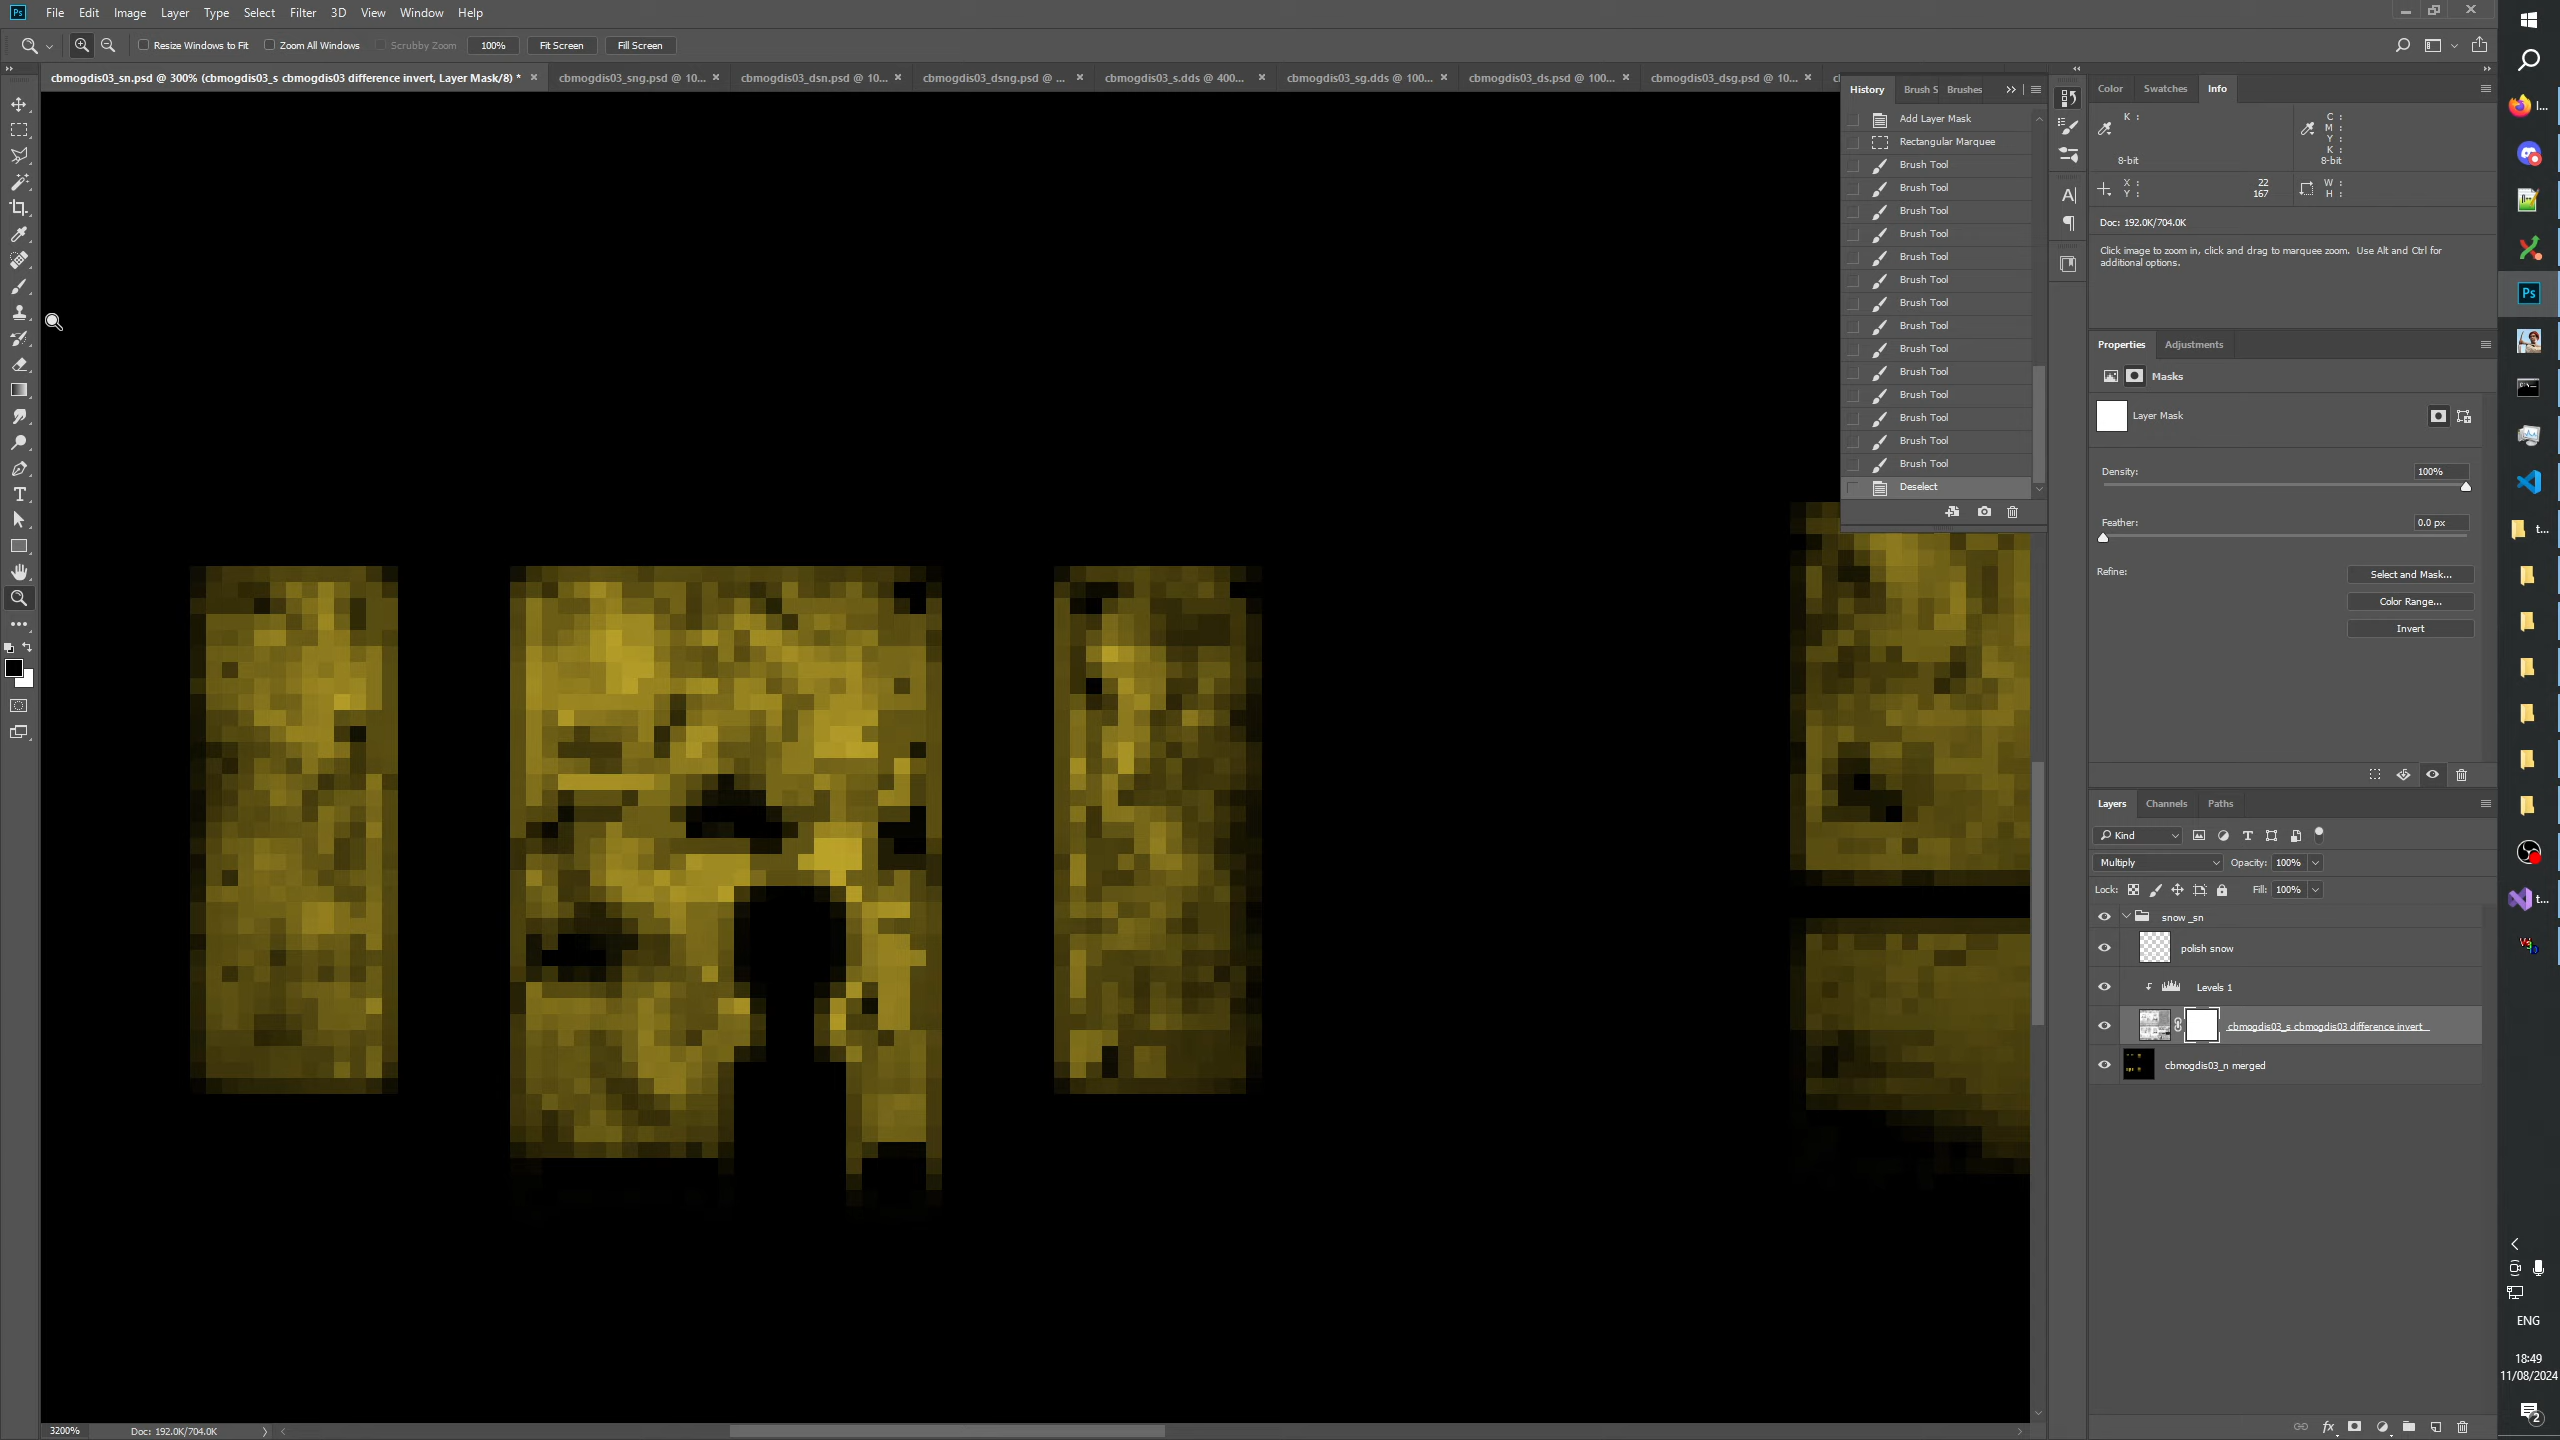 Ps File Edit Image Layer Type Select Filter 3D View Window Help
Resize Windows to Fit Zoom All Windows Scrubby Zoom 100% Fit Screen Fill Screen
cbmogdis03_sn.psd @ 300% (cbmogdis03_s cbmogdis03 difference invert, Layer Mask/8) * cbmogdis03_sng.psd @ 10... cbmogdis03_dsn.psd @ 10... cbmogdis03_dsng.psd @ ... cbmogdis03_s.dds @ 400... cbmogdis03_sg.dds @ 100... cbmogdis03_ds.psd @ 100... cbmogdis03_dsg.psd @ 10...
History Brush S Brushes
Add Layer Mask
Rectangular Marquee
Brush Tool
Brush Tool
Brush Tool
Brush Tool
Brush Tool
Brush Tool
Brush Tool
Brush Tool
Brush Tool
Brush Tool
Brush Tool
Brush Tool
Brush Tool
Brush Tool
Deselect
Color Swatches Info
K :
C :
M :
Y :
K :
8-bit 8-bit
X : 22 W :
Y : 167 H :
Doc: 192.0K/704.0K
Click image to zoom in, click and drag to marquee zoom. Use Alt and Ctrl for
additional options.
Properties Adjustments
Masks
Layer Mask
Density: 100%
Feather: 0.0 px
Refine: Select and Mask...
Color Range...
Invert
Layers Channels Paths
Kind
Multiply Opacity: 100%
Lock: Fill: 100%
snow _sn
polish snow
Levels 1
cbmogdis03_s cbmogdis03 difference invert
cbmogdis03_n merged
3200% Doc: 192.0K/704.0K
I...
Ps
t...
t...
ENG
18:49
11/08/2024
2